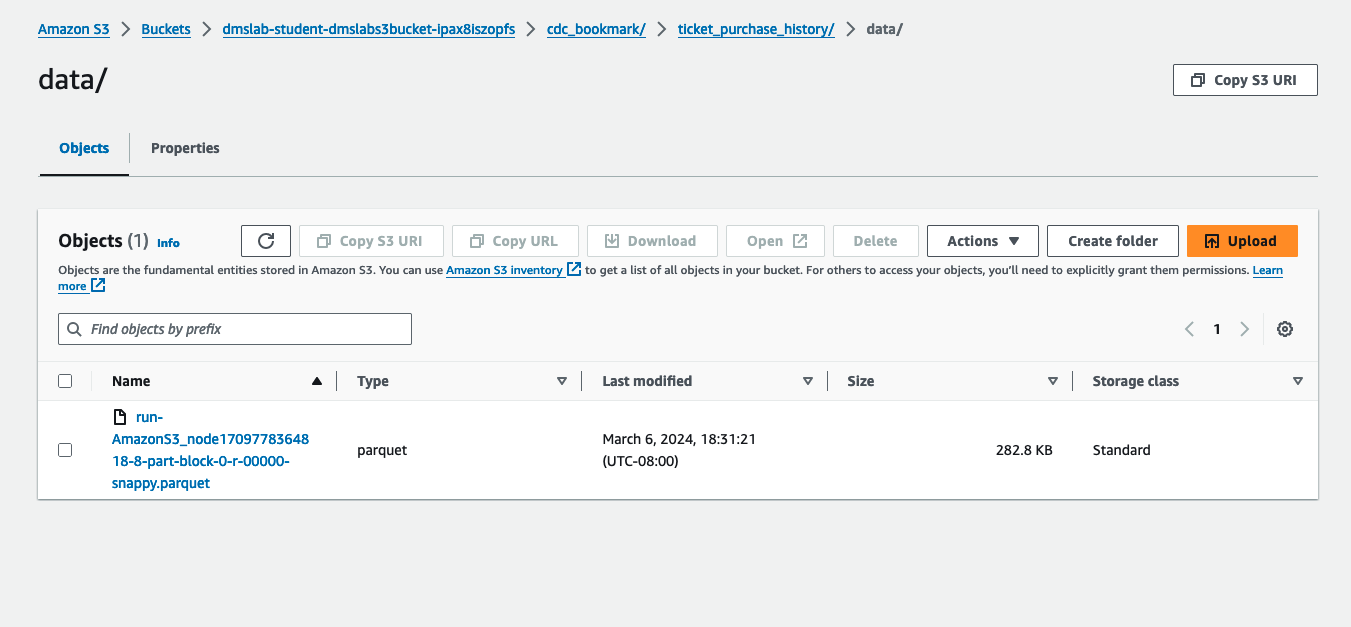 Amazon S3 > Buckets > dmslab-student-dmslabs3bucket-ipax8iszopfs > cdc_bookmark/ > ticket_purchase_history/ > data/
data/
Copy S3 URI
Objects Properties
Objects (1) Info Copy S3 URI Copy URL Download Open Delete Actions Create folder Upload
Objects are the fundamental entities stored in Amazon S3. You can use Amazon S3 inventory to get a list of all objects in your bucket. For others to access your objects, you'll need to explicitly grant them permissions. Learn
more
Find objects by prefix
1
Name Type Last modified Size Storage class
run-
AmazonS3_node17097783648
18-8-part-block-0-r-00000-
snappy.parquet
parquet
March 6, 2024, 18:31:21
(UTC-08:00)
282.8 KB
Standard